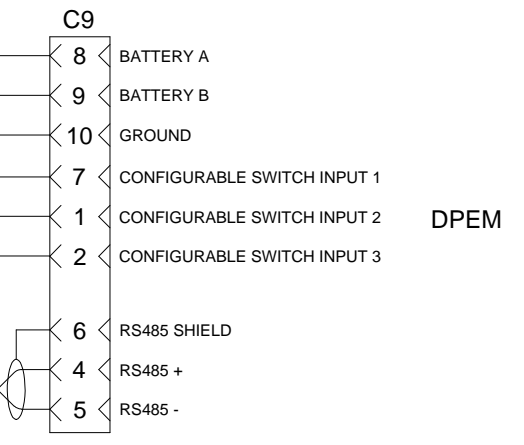 C9
8 BATTERY A
9 BATTERY B
10 GROUND
7 CONFIGURABLE SWITCH INPUT 1
1 CONFIGURABLE SWITCH INPUT 2 DPEM
2 CONFIGURABLE SWITCH INPUT 3
6 RS485 SHIELD
4 RS485 +
5 RS485 -